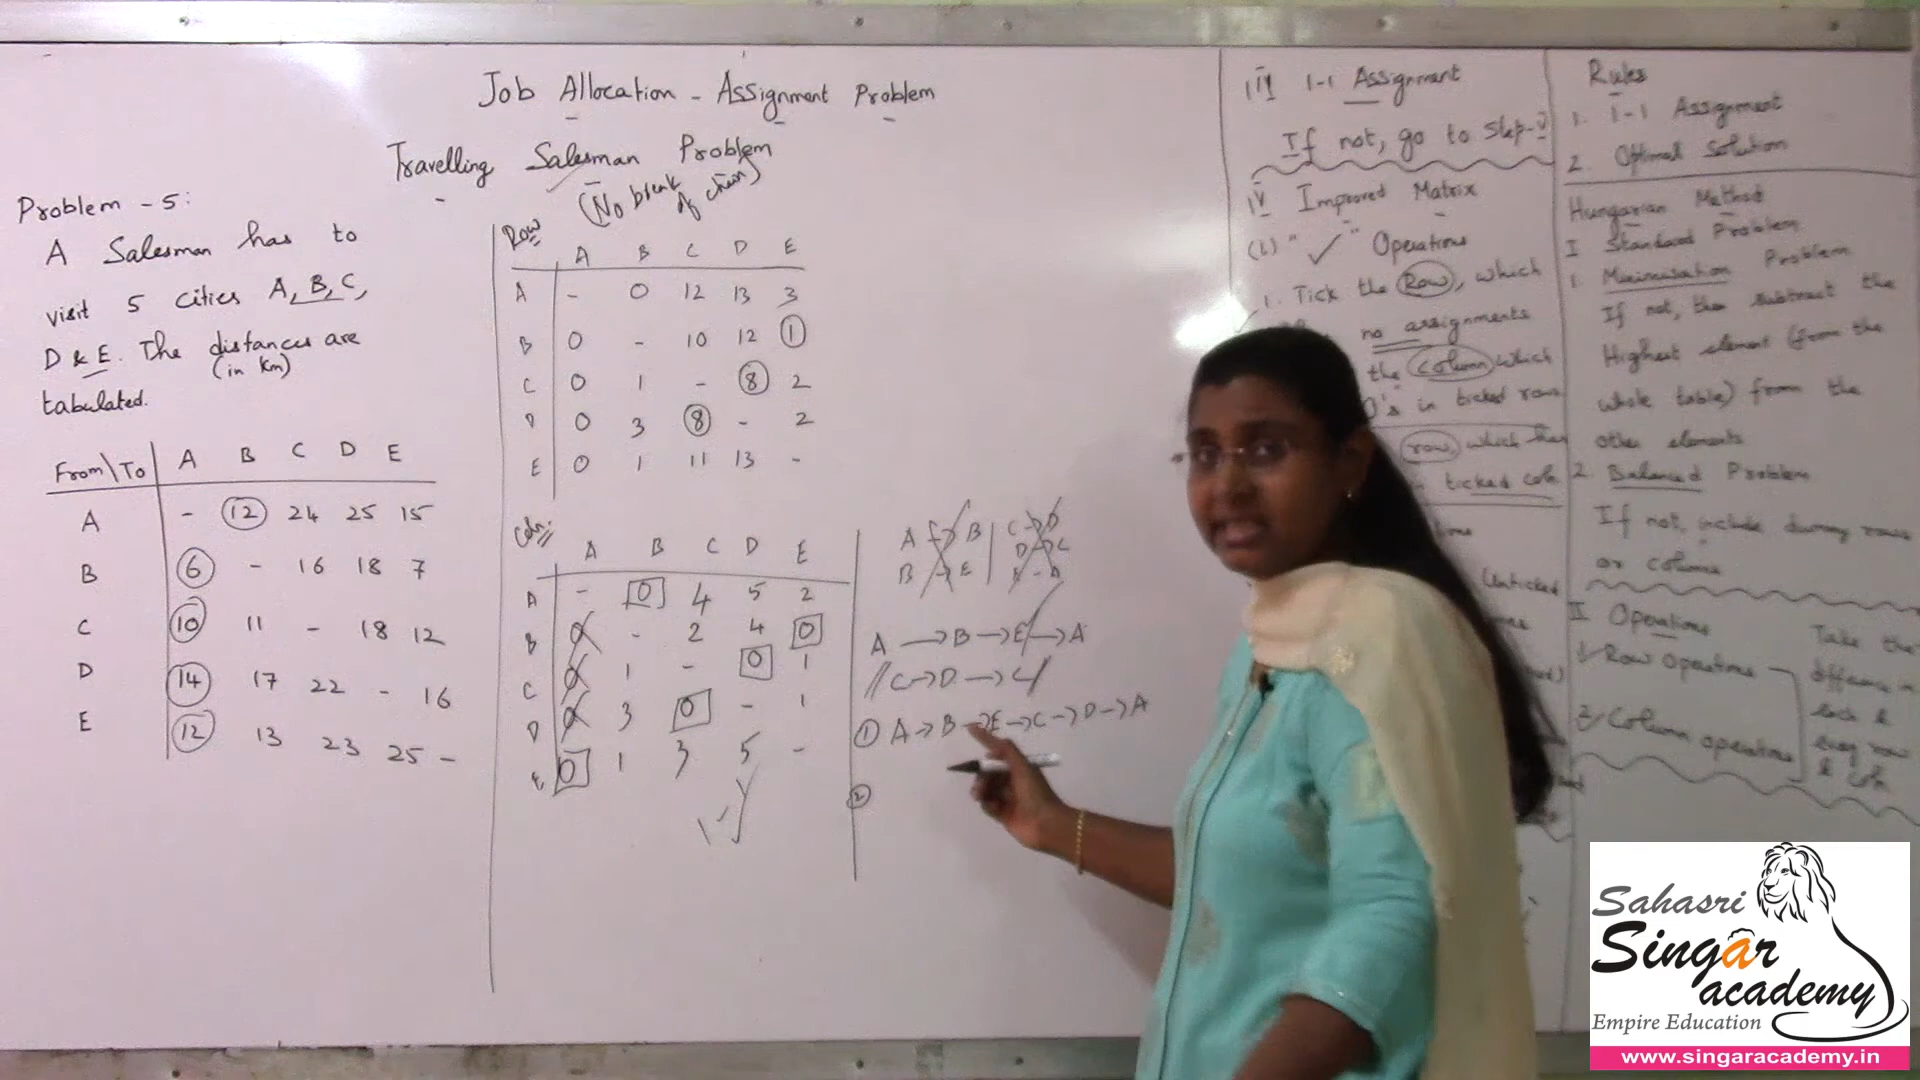 Job Allocation - Assignment Problem
Travelling Salesman Problem
(No break of chain)
Problem - 5:
A Salesman has to
visit 5 cities A, B, C,
D & E. The distances are
(in km)
tabulated.
From\To A B C D E
A - 12 24 25 15
B 6 - 16 18 7
C 10 11 - 18 12
D 14 17 22 - 16
E 12 13 23 25 -
Row
A B C D E
A - 0 12 13 3
B 0 - 10 12 1
C 0 1 - 8 2
D 0 3 8 - 2
E 0 1 11 13 -
Coln
A B C D E
A - 0 4 5 2
B 0 - 2 4 0
C 0 1 - 0 1
D 0 3 0 - 1
E 0 1 3 5 -
A → B C → D
B → E D → C
E - A
A → B → E → A
C → D → C
① A → B → E → C → D → A
②
III 1-1 Assignment
If not, go to Step-IV
IV Improved Matrix
(i) "✓" Operations
1. Tick the Row, which
no assignments
the column which
0's in ticked rows
row, which has
in ticked coln
Unticked
Rules
1. 1-1 Assignment
2. Optimal Solution
Hungarian Method
I Standard Problem
1. Minimisation Problem
If not, then subtract the
Highest element (from the
whole table) from the
other elements
2. Balanced Problem
If not, include dummy rows
or columns
II Operations
1. Row Operations
2. Column operations
Take the
difference in
each &
every row
& coln
Sahasri
Singar
academy
Empire Education
www.singaracademy.in